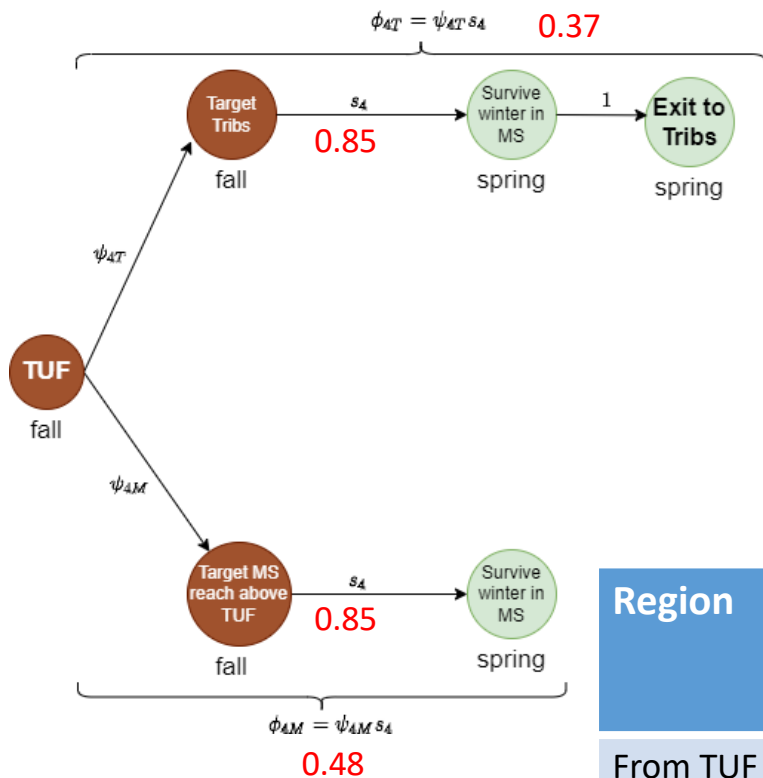 ϕ₄T = ψ₄T s₄ 0.37
Target
Tribs
s₄
0.85
fall
Survive
winter in
MS
spring
1
Exit to
Tribs
spring
ψ₄T
TUF
fall
ψ₄M
Target MS
reach above
TUF
s₄
0.85
fall
Survive
winter in
MS
spring
ϕ₄M = ψ₄M s₄
0.48
Region
From TUF